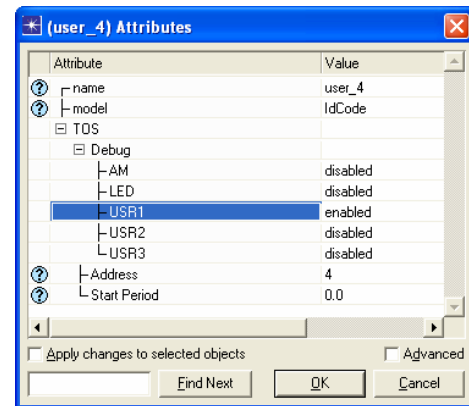 (user_4) Attributes
Attribute Value
name user_4
model IdCode
TOS
Debug
AM disabled
LED disabled
USR1 enabled
USR2 disabled
USR3 disabled
Address 4
Start Period 0.0
Apply changes to selected objects Advanced
Find Next OK Cancel